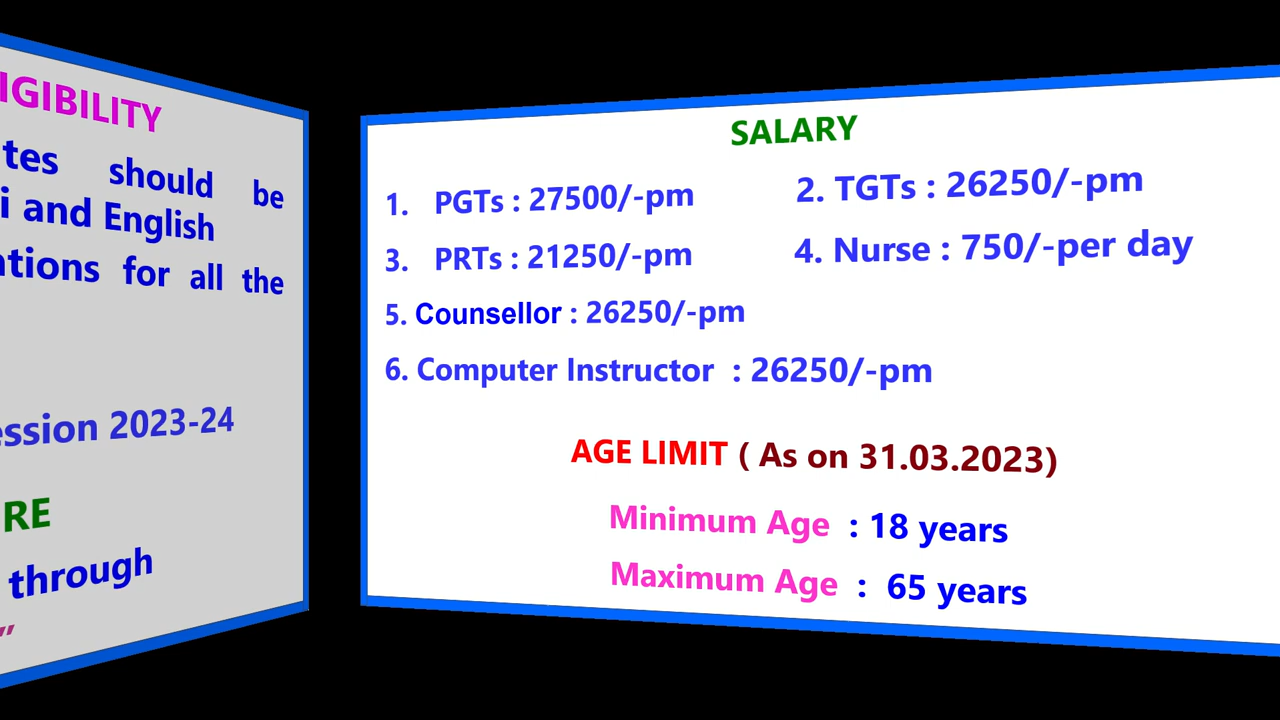 IGIBILITY
tes should be
i and English
ations for all the
ession 2023-24
RE
through
”
SALARY
1. PGTs : 27500/-pm 2. TGTs : 26250/-pm
3. PRTs : 21250/-pm 4. Nurse : 750/-per day
5. Counsellor : 26250/-pm
6. Computer Instructor : 26250/-pm
AGE LIMIT ( As on 31.03.2023)
Minimum Age : 18 years
Maximum Age : 65 years